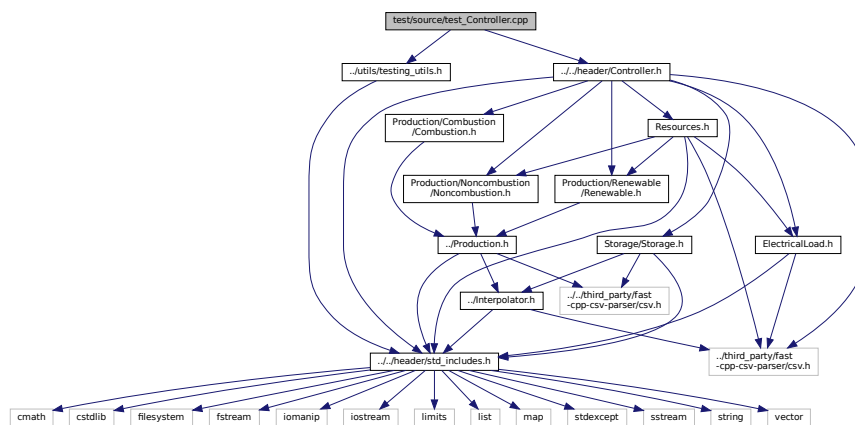 test/source/test_Controller.cpp
../utils/testing_utils.h
../../header/Controller.h
Production/Combustion
/Combustion.h
Resources.h
Production/Noncombustion
/Noncombustion.h
Production/Renewable
/Renewable.h
../Production.h
Storage/Storage.h
ElectricalLoad.h
../Interpolator.h
../../third_party/fast
-cpp-csv-parser/csv.h
../../header/std_includes.h
../third_party/fast
-cpp-csv-parser/csv.h
cmath
cstdlib
filesystem
fstream
iomanip
iostream
limits
list
map
stdexcept
sstream
string
vector